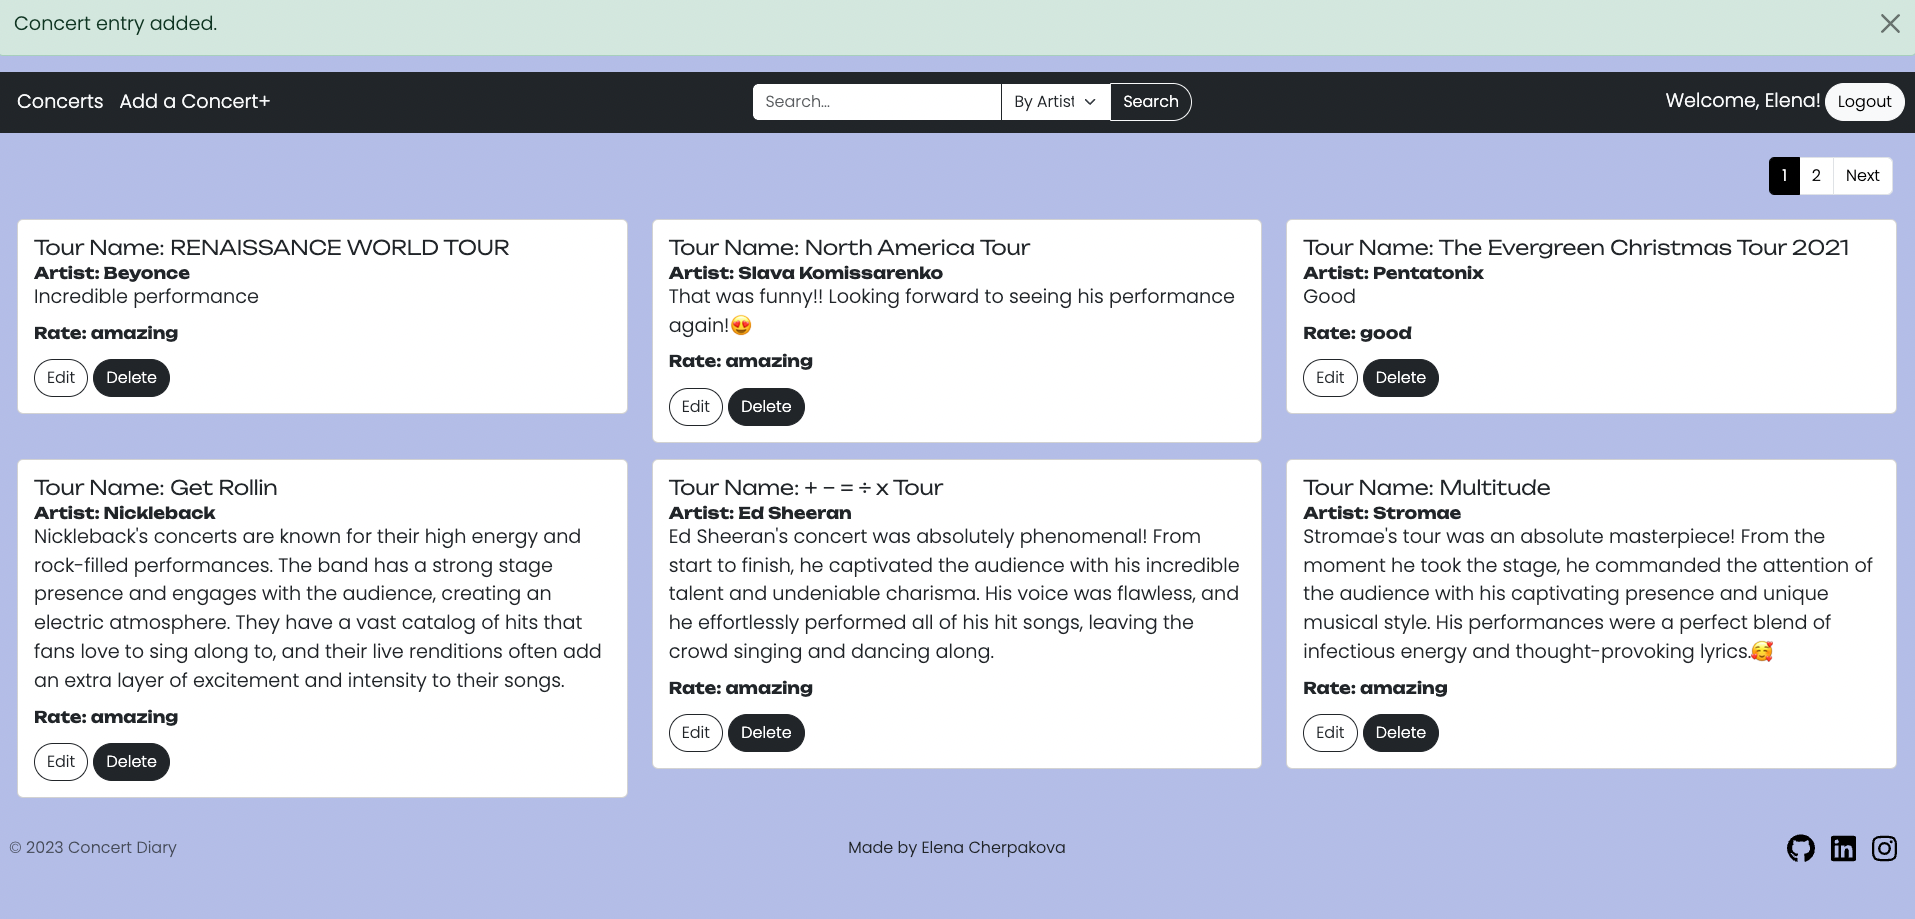 Concert entry added.
Concerts Add a Concert+ Search... By Artist Search Welcome, Elena! Logout
1 2 Next
Tour Name: RENAISSANCE WORLD TOUR
Artist: Beyonce
Incredible performance
Rate: amazing
Edit Delete
Tour Name: North America Tour
Artist: Slava Komissarenko
That was funny!! Looking forward to seeing his performance
again!😍
Rate: amazing
Edit Delete
Tour Name: The Evergreen Christmas Tour 2021
Artist: Pentatonix
Good
Rate: good
Edit Delete
Tour Name: Get Rollin
Artist: Nickleback
Nickleback's concerts are known for their high energy and
rock-filled performances. The band has a strong stage
presence and engages with the audience, creating an
electric atmosphere. They have a vast catalog of hits that
fans love to sing along to, and their live renditions often add
an extra layer of excitement and intensity to their songs.
Rate: amazing
Edit Delete
Tour Name: + - = ÷ x Tour
Artist: Ed Sheeran
Ed Sheeran's concert was absolutely phenomenal! From
start to finish, he captivated the audience with his incredible
talent and undeniable charisma. His voice was flawless, and
he effortlessly performed all of his hit songs, leaving the
crowd singing and dancing along.
Rate: amazing
Edit Delete
Tour Name: Multitude
Artist: Stromae
Stromae's tour was an absolute masterpiece! From the
moment he took the stage, he commanded the attention of
the audience with his captivating presence and unique
musical style. His performances were a perfect blend of
infectious energy and thought-provoking lyrics.🥰
Rate: amazing
Edit Delete
© 2023 Concert Diary
Made by Elena Cherpakova
in